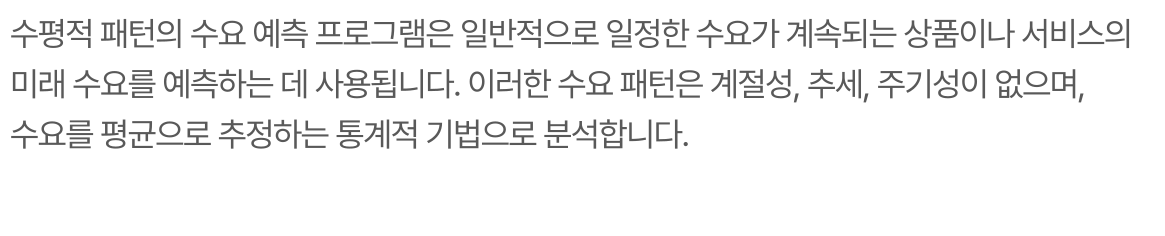 수평적 패턴의 수요 예측 프로그램은 일반적으로 일정한 수요가 계속되는 상품이나 서비스의
미래 수요를 예측하는 데 사용됩니다. 이러한 수요 패턴은 계절성, 추세, 주기성이 없으며,
수요를 평균으로 추정하는 통계적 기법으로 분석합니다.